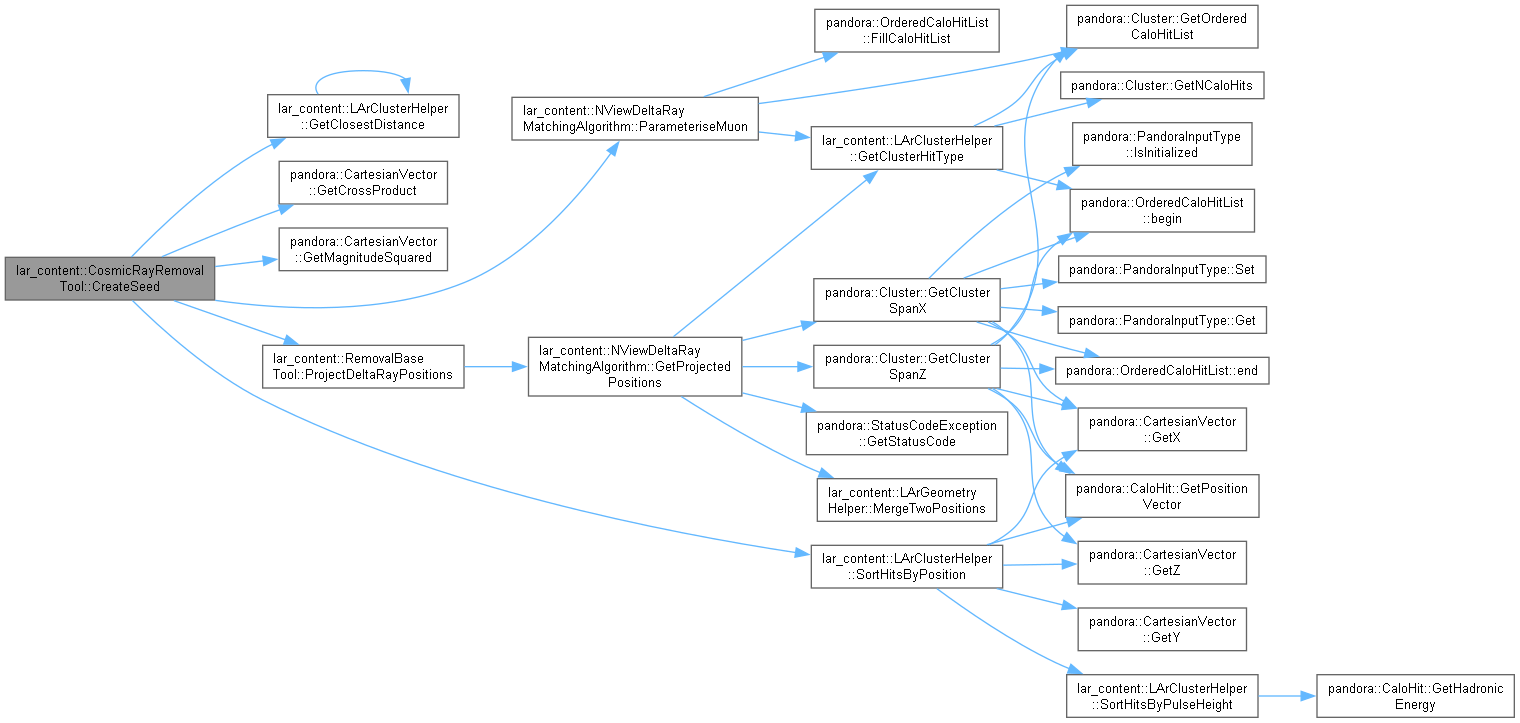 lar_content::CosmicRayRemoval
Tool::CreateSeed
lar_content::LArClusterHelper
::GetClosestDistance
pandora::CartesianVector
::GetCrossProduct
pandora::CartesianVector
::GetMagnitudeSquared
lar_content::RemovalBase
Tool::ProjectDeltaRayPositions
lar_content::NViewDeltaRay
MatchingAlgorithm::ParameteriseMuon
lar_content::NViewDeltaRay
MatchingAlgorithm::GetProjected
Positions
pandora::OrderedCaloHitList
::FillCaloHitList
lar_content::LArClusterHelper
::GetClusterHitType
pandora::Cluster::GetCluster
SpanX
pandora::Cluster::GetCluster
SpanZ
pandora::StatusCodeException
::GetStatusCode
lar_content::LArGeometry
Helper::MergeTwoPositions
lar_content::LArClusterHelper
::SortHitsByPosition
pandora::Cluster::GetOrdered
CaloHitList
pandora::Cluster::GetNCaloHits
pandora::PandoraInputType
::IsInitialized
pandora::OrderedCaloHitList
::begin
pandora::PandoraInputType::Set
pandora::PandoraInputType::Get
pandora::OrderedCaloHitList::end
pandora::CartesianVector
::GetX
pandora::CaloHit::GetPosition
Vector
pandora::CartesianVector
::GetZ
pandora::CartesianVector
::GetY
lar_content::LArClusterHelper
::SortHitsByPulseHeight
pandora::CaloHit::GetHadronic
Energy